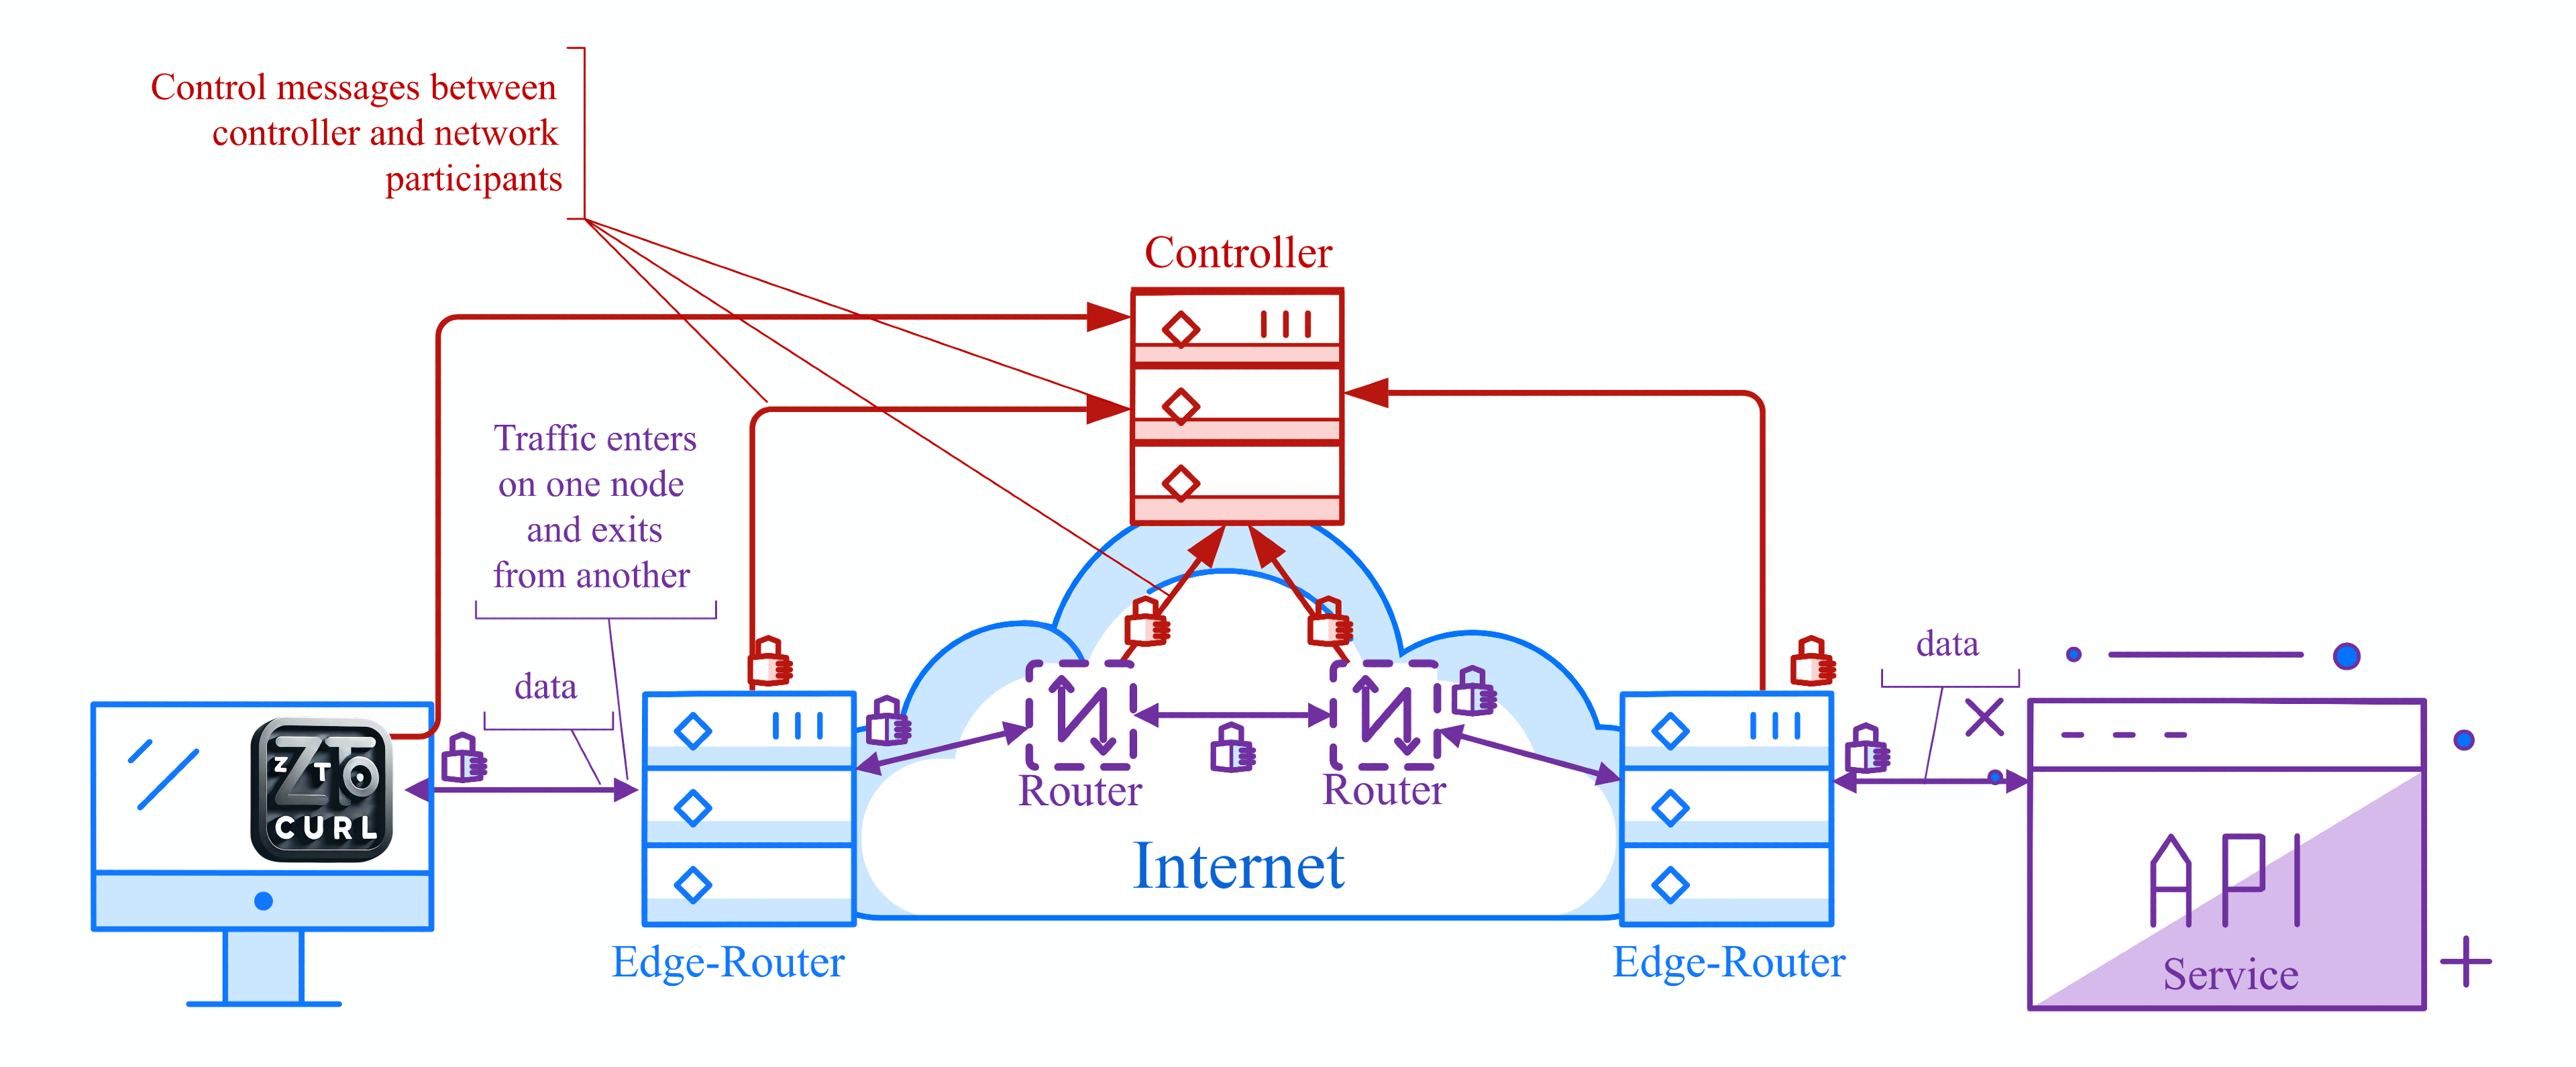 Control messages between
controller and network
participants
Controller
Traffic enters
on one node
and exits
from another
data
data
ZTo
Z T
CURL
Router
Router
Internet
Edge-Router
Edge-Router
API
Service